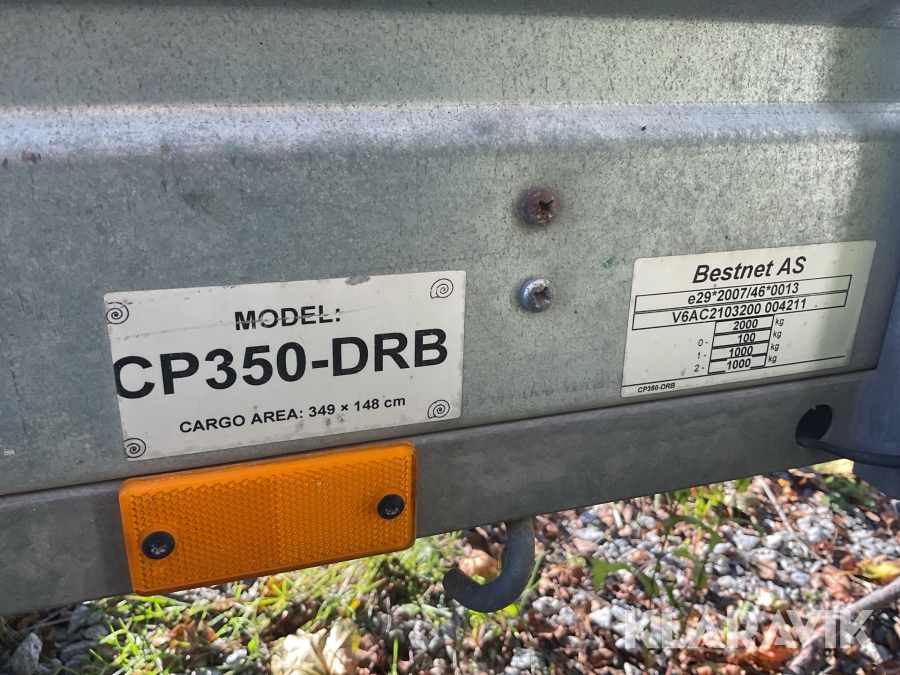 MODEL:
CP350-DRB
CARGO AREA: 349 × 148 cm
Bestnet AS
e29*2007/46*0013
V6AC2103200 004211
2000 kg
0 - 100 kg
1 - 1000 kg
2 - 1000 kg
CP350-DRB
KLARAVIK